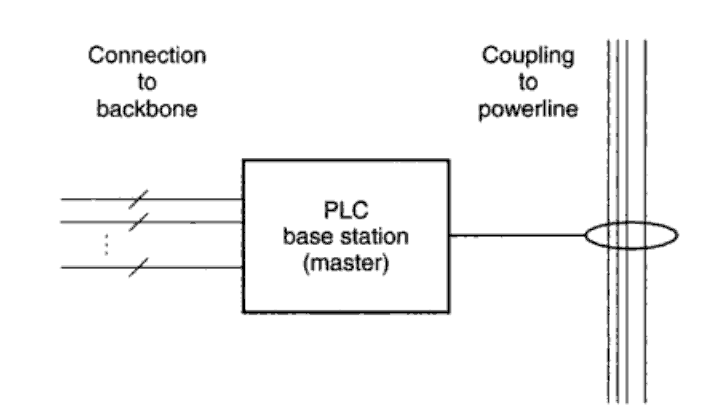 Connection
to
backbone
Coupling
to
powerline
PLC
base station
(master)